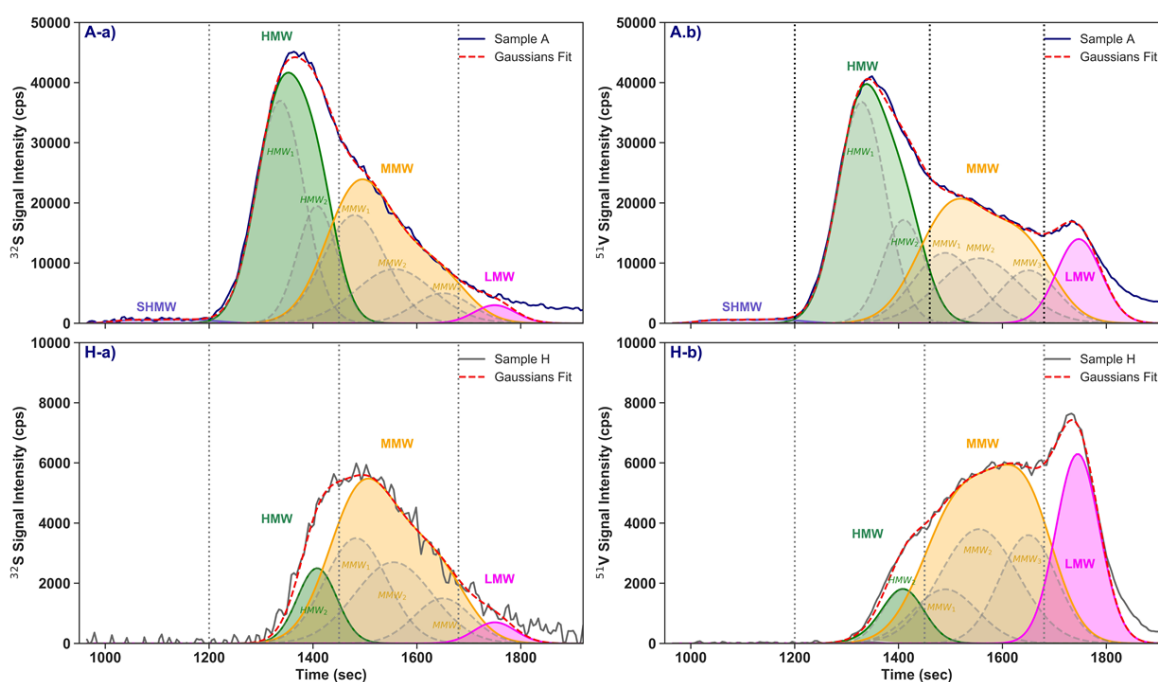 A-a)
HMW
Sample A
Gaussians Fit
50000
40000
30000
20000
10000
0
³²S Signal Intensity (cps)
HMW₁
HMW₂
MMW
MMW₁
MMW₂
SHMW
LMW
A.b)
HMW
Sample A
Gaussians Fit
50000
40000
30000
20000
10000
0
⁵¹V Signal Intensity (cps)
HMW₁
HMW₂
MMW
MMW₁
MMW₂
SHMW
LMW
H-a)
Sample H
Gaussians Fit
10000
8000
6000
4000
2000
0
³²S Signal Intensity (cps)
MMW
HMW
HMW₂
MMW₁
MMW₂
LMW
1000 1200 1400 1600 1800
Time (sec)
H-b)
Sample H
Gaussians Fit
10000
8000
6000
4000
2000
0
⁵¹V Signal Intensity (cps)
MMW
HMW
HMW₂
MMW₁
MMW₂
MMW₃
LMW
1000 1200 1400 1600 1800
Time (sec)